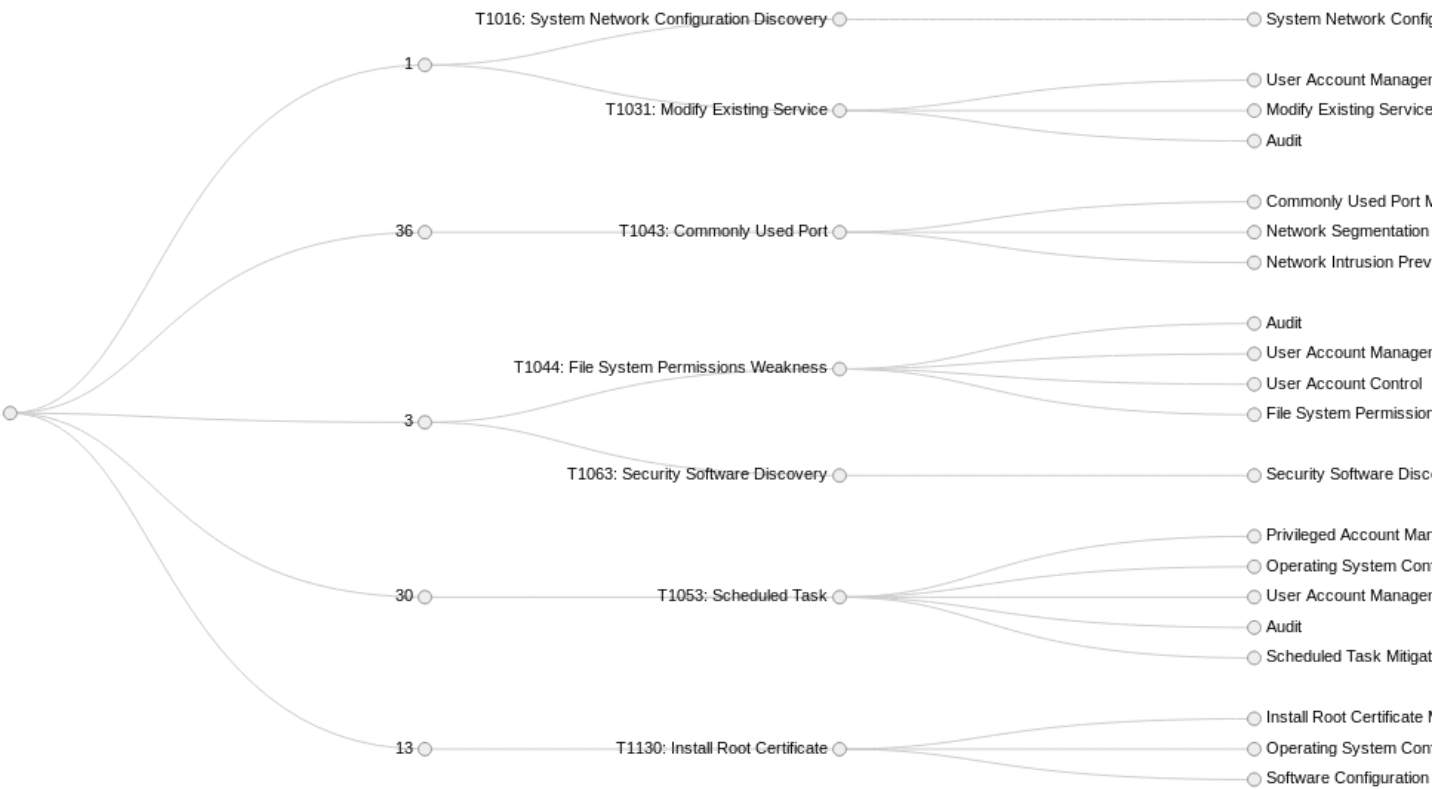 T1016: System Network Configuration Discovery
System Network Config
1
User Account Manager
T1031: Modify Existing Service
Modify Existing Service
Audit
Commonly Used Port
36
T1043: Commonly Used Port
Network Segmentation
Network Intrusion Prev
Audit
User Account Manager
T1044: File System Permissions Weakness
User Account Control
File System Permission
3
T1063: Security Software Discovery
Security Software Disc
Privileged Account Man
Operating System Con
30
T1053: Scheduled Task
User Account Manager
Audit
Scheduled Task Mitigat
Install Root Certificate
13
T1130: Install Root Certificate
Operating System Con
Software Configuration